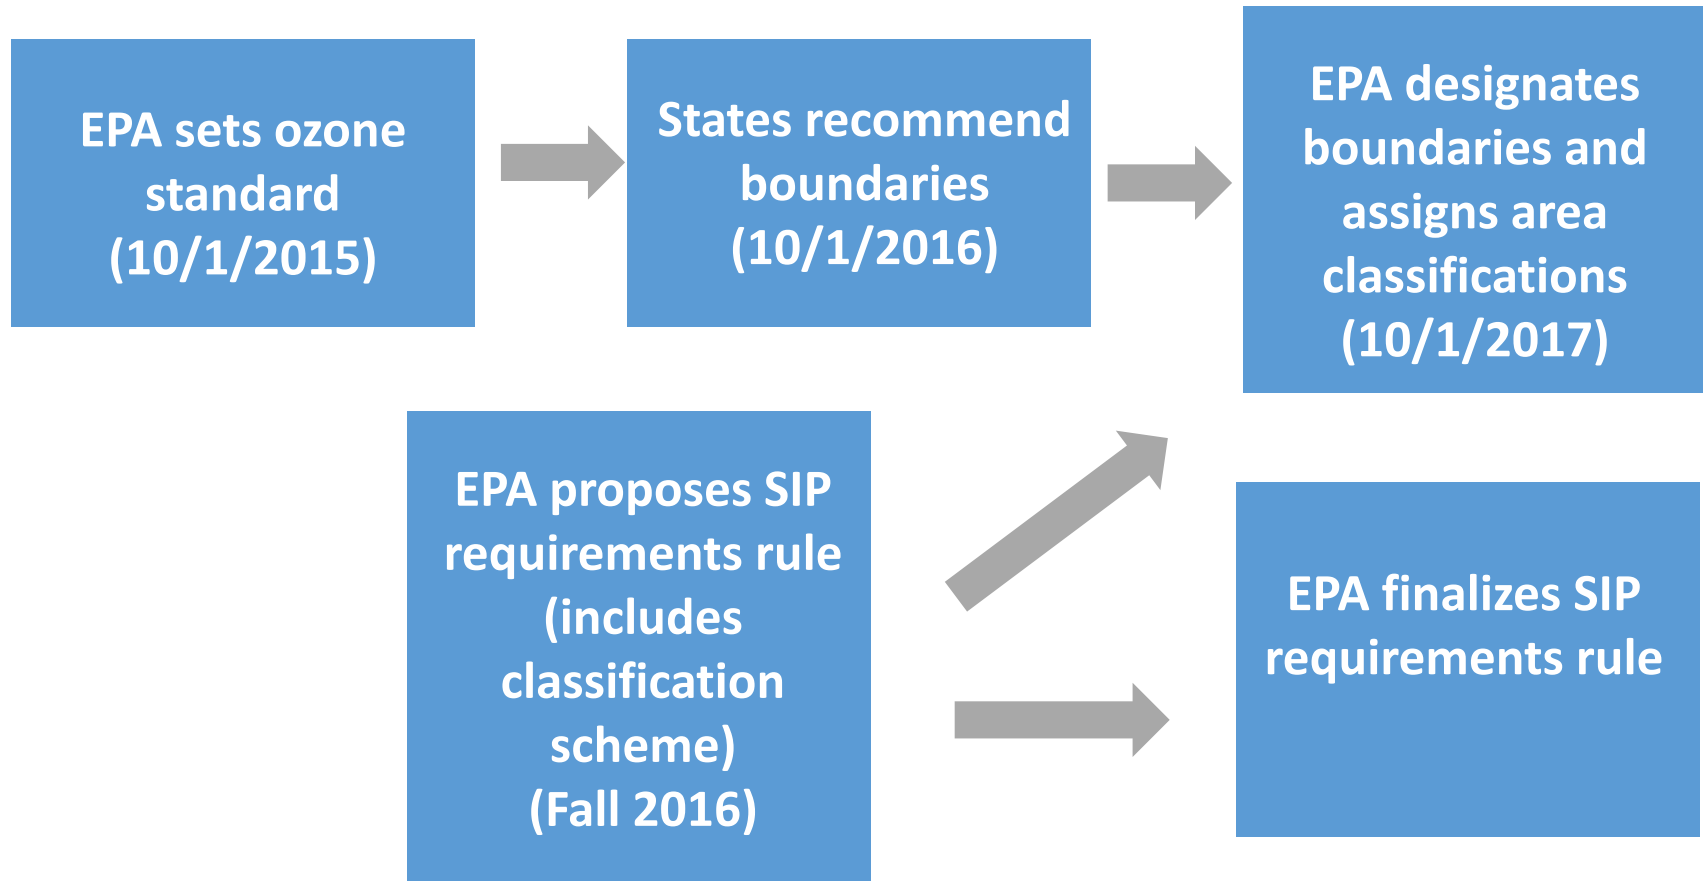 EPA sets ozone
standard
(10/1/2015)
States recommend
boundaries
(10/1/2016)
EPA designates
boundaries and
assigns area
classifications
(10/1/2017)
EPA proposes SIP
requirements rule
(includes
classification
scheme)
(Fall 2016)
EPA finalizes SIP
requirements rule